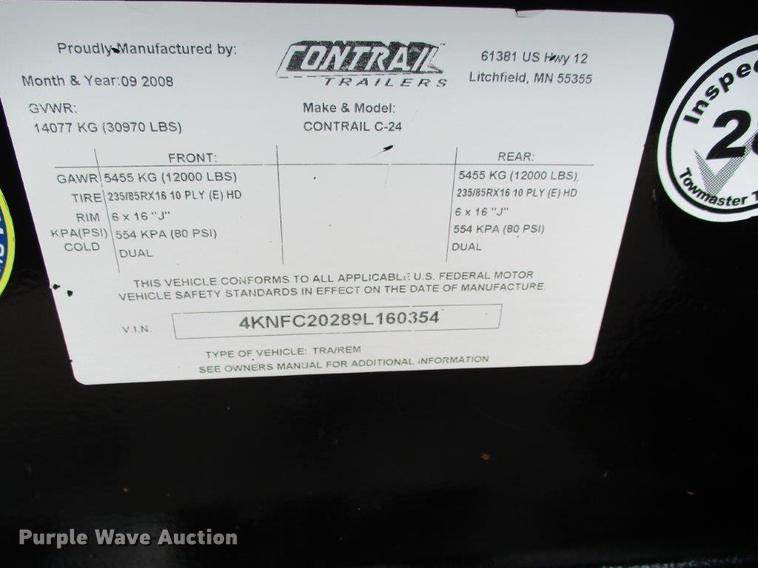 Proudly Manufactured by:
CONTRAIL
TRAILERS
61381 US Hwy 12
Litchfield, MN 55355
Month & Year:09 2008
GVWR:
14077 KG (30970 LBS)
Make & Model:
CONTRAIL C-24
FRONT: REAR:
GAWR 5455 KG (12000 LBS) 5455 KG (12000 LBS)
TIRE 235/85RX16 10 PLY (E) HD 235/85RX16 10 PLY (E) HD
RIM 6 x 16 "J" 6 x 16 "J"
KPA(PSI) 554 KPA (80 PSI) 554 KPA (80 PSI)
COLD DUAL DUAL
THIS VEHICLE CONFORMS TO ALL APPLICABLE U.S. FEDERAL MOTOR
VEHICLE SAFETY STANDARDS IN EFFECT ON THE DATE OF MANUFACTURE
V.I.N. 4KNFC20289L160354
TYPE OF VEHICLE: TRA/REM
SEE OWNERS MANUAL FOR ADDITIONAL INFORMATION
Towmaster
Purple Wave Auction